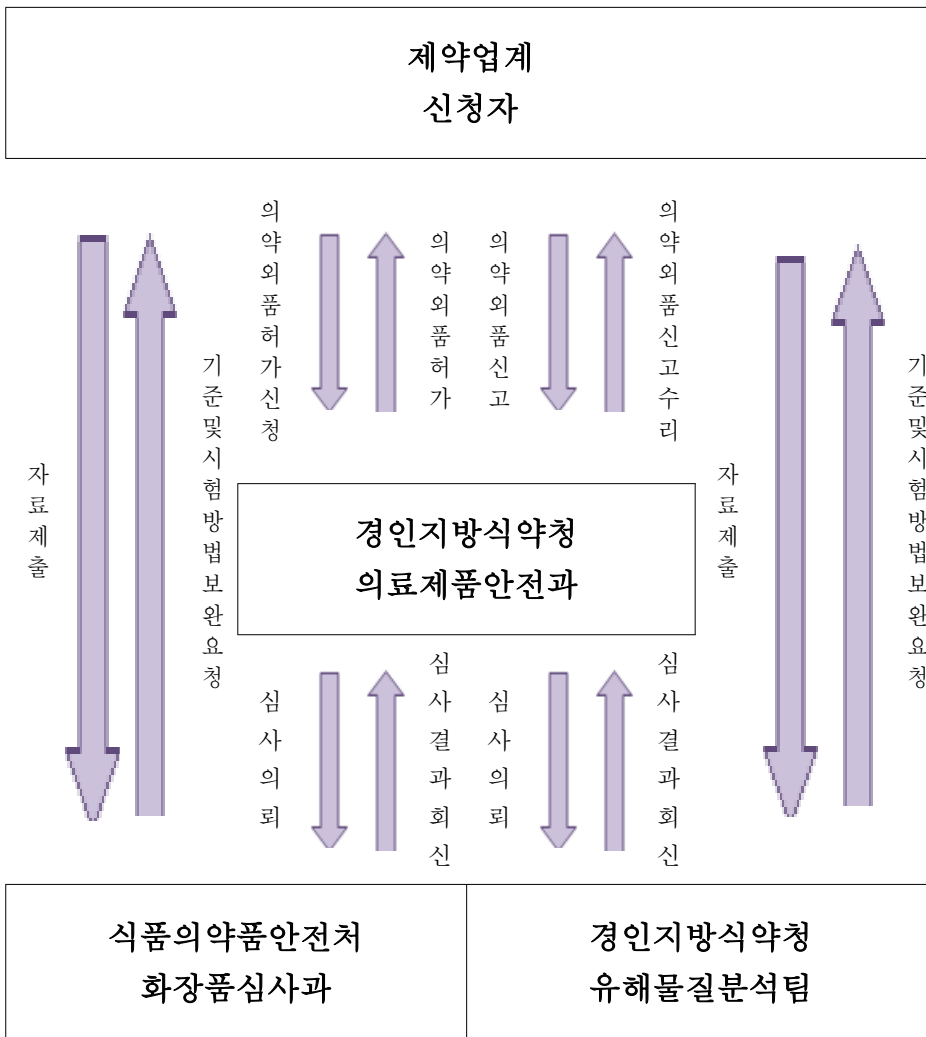 제약업계
신청자
의약외품허가신청
의약외품허가
의약외품신고
의약외품신고수리
자료제출
기준및시험방법보완요청
자료제출
기준및시험방법보완요청
경인지방식약청
의료제품안전과
심사의뢰
심사결과회신
심사의뢰
심사결과회신
식품의약품안전처
화장품심사과
경인지방식약청
유해물질분석팀